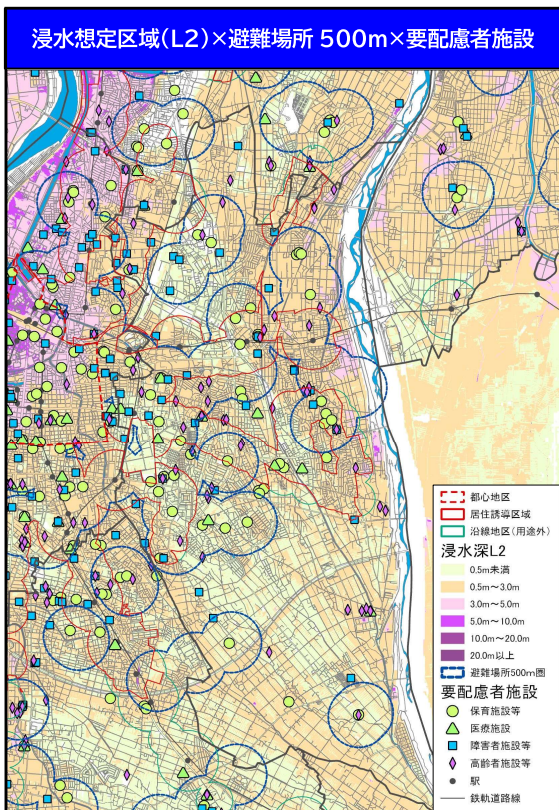 浸水想定区域(L2)×避難場所 500m×要配慮者施設
都心地区
居住誘導区域
沿線地区(用途外)
浸水深L2
0.5m未満
0.5m～3.0m
3.0m～5.0m
5.0m～10.0m
10.0m～20.0m
20.0m以上
避難場所500m圏
要配慮者施設
保育施設等
医療施設
障害者施設等
高齢者施設等
駅
鉄軌道路線